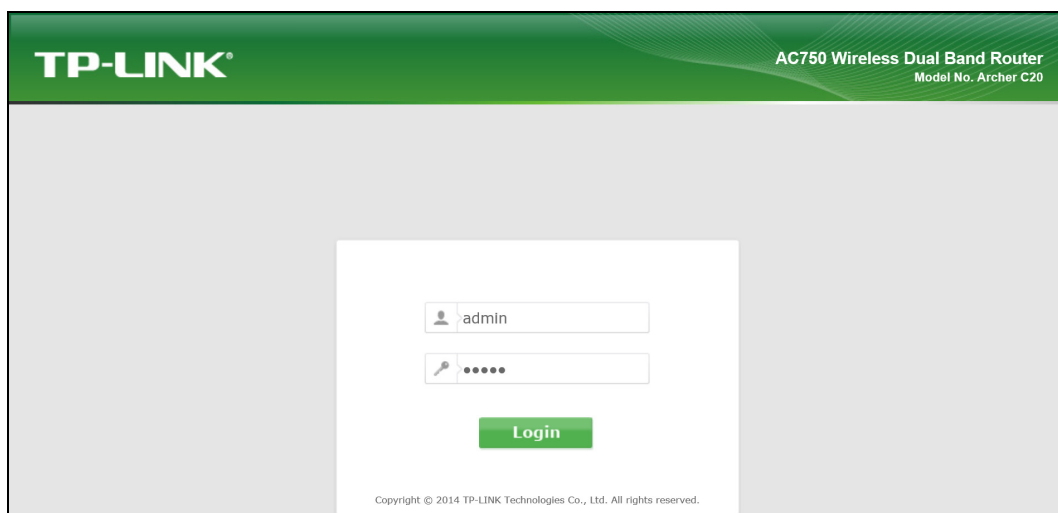 TP-LINK®
AC750 Wireless Dual Band Router
Model No. Archer C20
admin
●●●●●
Login
Copyright © 2014 TP-LINK Technologies Co., Ltd. All rights reserved.